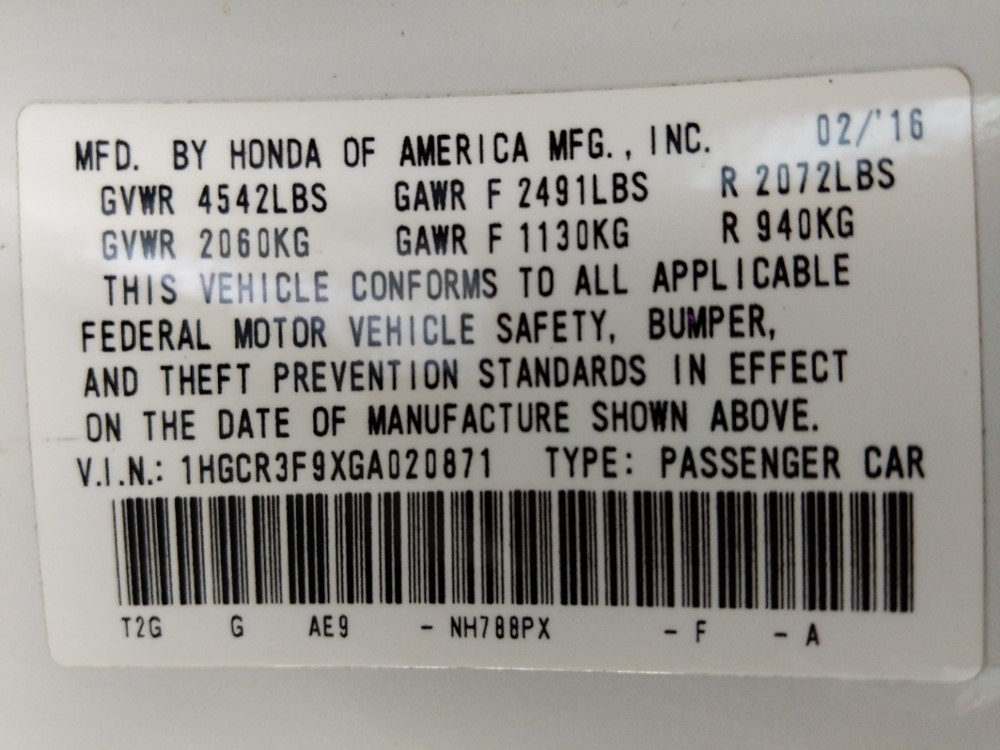 MFD. BY HONDA OF AMERICA MFG., INC. 02/'16
GVWR 4542LBS GAWR F 2491LBS R 2072LBS
GVWR 2060KG GAWR F 1130KG R 940KG
THIS VEHICLE CONFORMS TO ALL APPLICABLE
FEDERAL MOTOR VEHICLE SAFETY, BUMPER,
AND THEFT PREVENTION STANDARDS IN EFFECT
ON THE DATE OF MANUFACTURE SHOWN ABOVE.
V.I.N.: 1HGCR3F9XGA020871 TYPE: PASSENGER CAR
T2G G AE9 - NH788PX - F - A